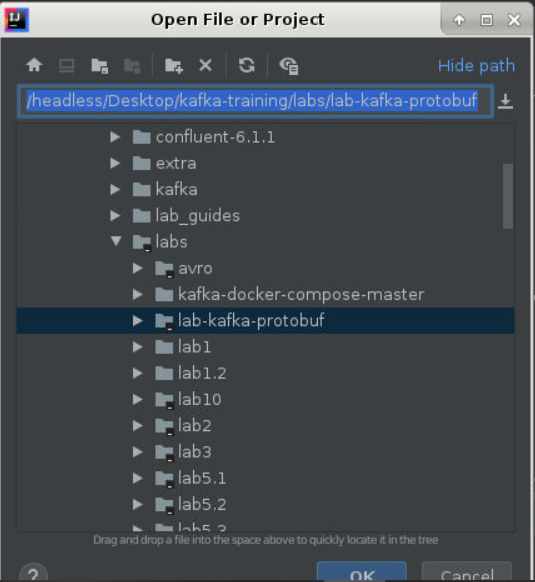 IJ
Open File or Project
Hide path
/headless/Desktop/kafka-training/labs/lab-kafka-protobuf
confluent-6.1.1
extra
kafka
lab_guides
labs
avro
kafka-docker-compose-master
lab-kafka-protobuf
lab1
lab1.2
lab10
lab2
lab3
lab5.1
lab5.2
lab5.3
Drag and drop a file into the space above to quickly locate it in the tree
? OK Cancel